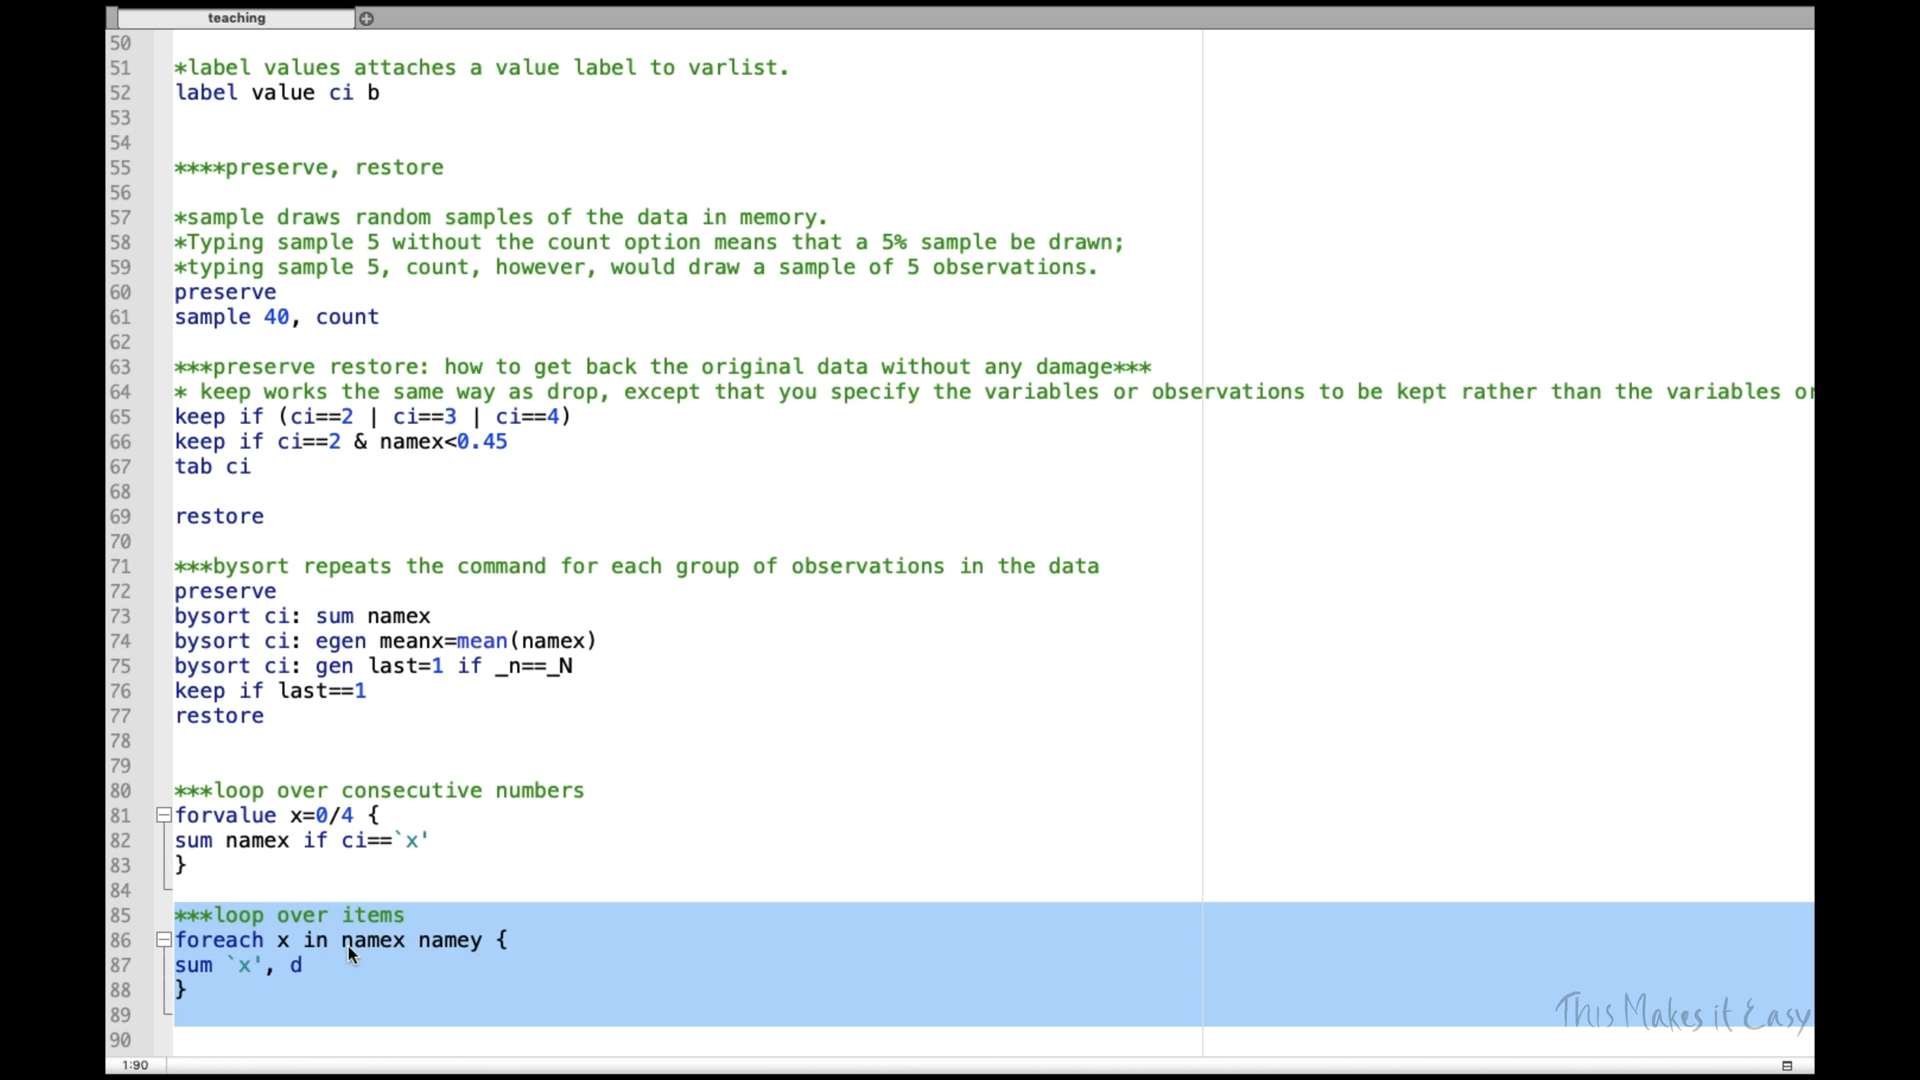 teaching
50
51 *label values attaches a value label to varlist.
52 label value ci b
53
54
55 ****preserve, restore
56
57 *sample draws random samples of the data in memory.
58 *Typing sample 5 without the count option means that a 5% sample be drawn;
59 *typing sample 5, count, however, would draw a sample of 5 observations.
60 preserve
61 sample 40, count
62
63 ***preserve restore: how to get back the original data without any damage***
64 * keep works the same way as drop, except that you specify the variables or observations to be kept rather than the variables or
65 keep if (ci==2 | ci==3 | ci==4)
66 keep if ci==2 & namex<0.45
67 tab ci
68
69 restore
70
71 ***bysort repeats the command for each group of observations in the data
72 preserve
73 bysort ci: sum namex
74 bysort ci: egen meanx=mean(namex)
75 bysort ci: gen last=1 if _n==_N
76 keep if last==1
77 restore
78
79
80 ***loop over consecutive numbers
81 forvalue x=0/4 {
82 sum namex if ci==`x'
83 }
84
85 ***loop over items
86 foreach x in namex namey {
87 sum `x', d
88 }
89
90
This Makes it Easy
1:90